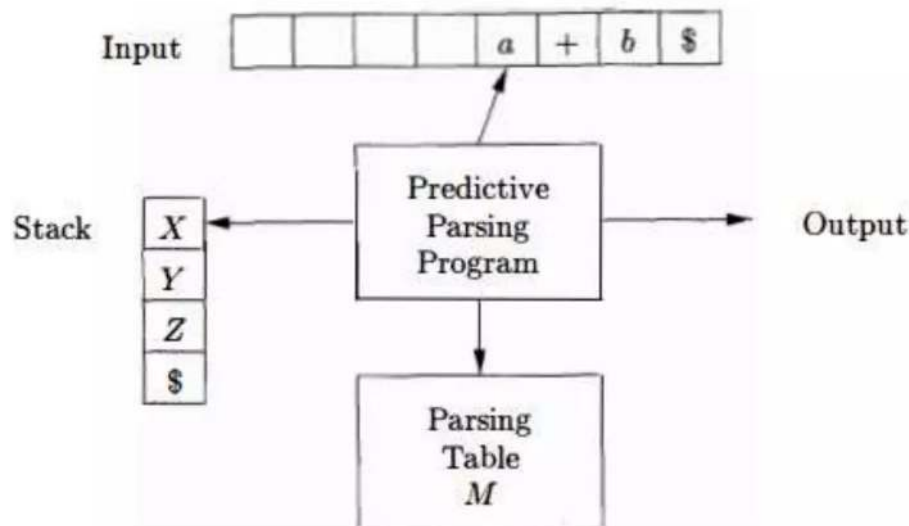 Input a + b $
Predictive
Parsing
Program
Stack X
Y
Z
$
Output
Parsing
Table
M